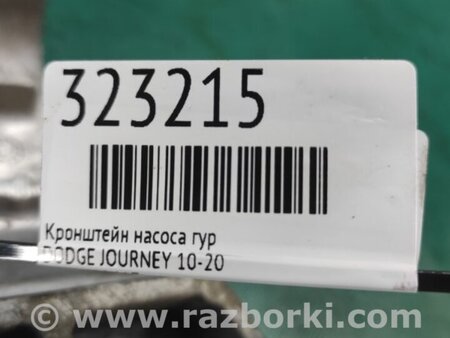 323215
Кронштейн насоса гур
DODGE JOURNEY 10-20
www.razborki.com